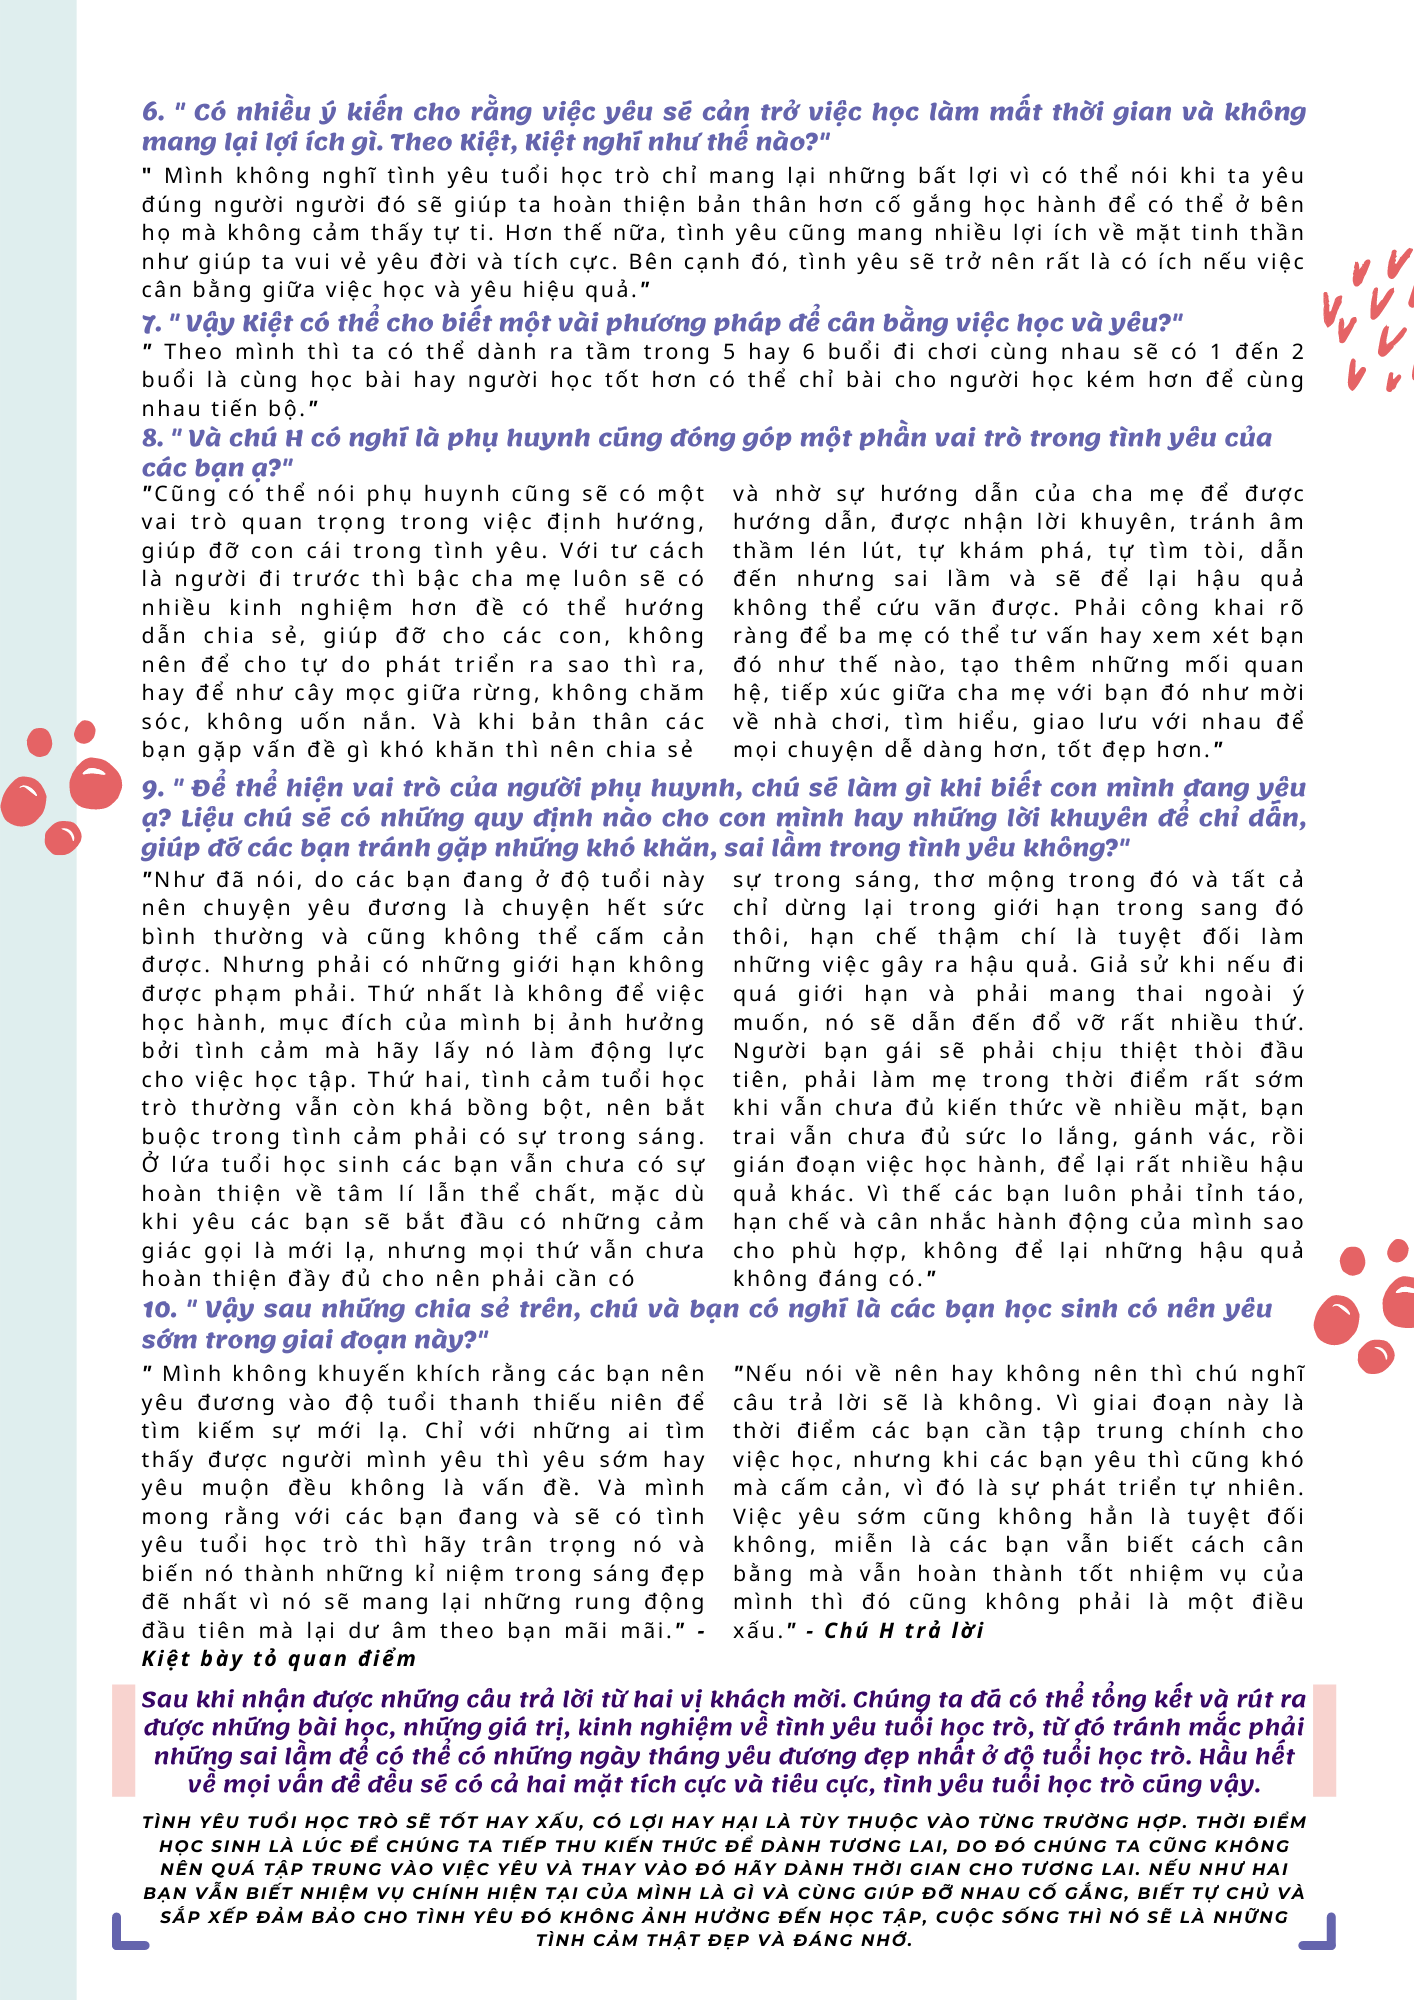 6. " Có nhiều ý kiến cho rằng việc yêu sẽ cản trở việc học làm mất thời gian và không
mang lại lợi ích gì. Theo Kiệt, Kiệt nghĩ như thế nào?"
" Mình không nghĩ tình yêu tuổi học trò chỉ mang lại những bất lợi vì có thể nói khi ta yêu
đúng người người đó sẽ giúp ta hoàn thiện bản thân hơn cố gắng học hành để có thể ở bên
họ mà không cảm thấy tự ti. Hơn thế nữa, tình yêu cũng mang nhiều lợi ích về mặt tinh thần
như giúp ta vui vẻ yêu đời và tích cực. Bên cạnh đó, tình yêu sẽ trở nên rất là có ích nếu việc
cân bằng giữa việc học và yêu hiệu quả."
7. " Vậy Kiệt có thể cho biết một vài phương pháp để cân bằng việc học và yêu?"
" Theo mình thì ta có thể dành ra tầm trong 5 hay 6 buổi đi chơi cùng nhau sẽ có 1 đến 2
buổi là cùng học bài hay người học tốt hơn có thể chỉ bài cho người học kém hơn để cùng
nhau tiến bộ."
8. " Và chú H có nghĩ là phụ huynh cũng đóng góp một phần vai trò trong tình yêu của
các bạn ạ?"
"Cũng có thể nói phụ huynh cũng sẽ có một
vai trò quan trọng trong việc định hướng,
giúp đỡ con cái trong tình yêu. Với tư cách
là người đi trước thì bậc cha mẹ luôn sẽ có
nhiều kinh nghiệm hơn đề có thể hướng
dẫn chia sẻ, giúp đỡ cho các con, không
nên để cho tự do phát triển ra sao thì ra,
hay để như cây mọc giữa rừng, không chăm
sóc, không uốn nắn. Và khi bản thân các
bạn gặp vấn đề gì khó khăn thì nên chia sẻ
và nhờ sự hướng dẫn của cha mẹ để được
hướng dẫn, được nhận lời khuyên, tránh âm
thầm lén lút, tự khám phá, tự tìm tòi, dẫn
đến nhưng sai lầm và sẽ để lại hậu quả
không thể cứu vãn được. Phải công khai rõ
ràng để ba mẹ có thể tư vấn hay xem xét bạn
đó như thế nào, tạo thêm những mối quan
hệ, tiếp xúc giữa cha mẹ với bạn đó như mời
về nhà chơi, tìm hiểu, giao lưu với nhau để
mọi chuyện dễ dàng hơn, tốt đẹp hơn."
9. " Để thể hiện vai trò của người phụ huynh, chú sẽ làm gì khi biết con mình đang yêu
ạ? Liệu chú sẽ có những quy định nào cho con mình hay những lời khuyên để chỉ dẫn,
giúp đỡ các bạn tránh gặp những khó khăn, sai lầm trong tình yêu không?"
"Như đã nói, do các bạn đang ở độ tuổi này
nên chuyện yêu đương là chuyện hết sức
bình thường và cũng không thể cấm cản
được. Nhưng phải có những giới hạn không
được phạm phải. Thứ nhất là không để việc
học hành, mục đích của mình bị ảnh hưởng
bởi tình cảm mà hãy lấy nó làm động lực
cho việc học tập. Thứ hai, tình cảm tuổi học
trò thường vẫn còn khá bồng bột, nên bắt
buộc trong tình cảm phải có sự trong sáng.
Ở lứa tuổi học sinh các bạn vẫn chưa có sự
hoàn thiện về tâm lí lẫn thể chất, mặc dù
khi yêu các bạn sẽ bắt đầu có những cảm
giác gọi là mới lạ, nhưng mọi thứ vẫn chưa
hoàn thiện đầy đủ cho nên phải cần có
sự trong sáng, thơ mộng trong đó và tất cả
chỉ dừng lại trong giới hạn trong sang đó
thôi, hạn chế thậm chí là tuyệt đối làm
những việc gây ra hậu quả. Giả sử khi nếu đi
quá giới hạn và phải mang thai ngoài ý
muốn, nó sẽ dẫn đến đổ vỡ rất nhiều thứ.
Người bạn gái sẽ phải chịu thiệt thòi đầu
tiên, phải làm mẹ trong thời điểm rất sớm
khi vẫn chưa đủ kiến thức về nhiều mặt, bạn
trai vẫn chưa đủ sức lo lắng, gánh vác, rồi
gián đoạn việc học hành, để lại rất nhiều hậu
quả khác. Vì thế các bạn luôn phải tỉnh táo,
hạn chế và cân nhắc hành động của mình sao
cho phù hợp, không để lại những hậu quả
không đáng có."
10. " Vậy sau những chia sẻ trên, chú và bạn có nghĩ là các bạn học sinh có nên yêu
sớm trong giai đoạn này?"
" Mình không khuyến khích rằng các bạn nên
yêu đương vào độ tuổi thanh thiếu niên để
tìm kiếm sự mới lạ. Chỉ với những ai tìm
thấy được người mình yêu thì yêu sớm hay
yêu muộn đều không là vấn đề. Và mình
mong rằng với các bạn đang và sẽ có tình
yêu tuổi học trò thì hãy trân trọng nó và
biến nó thành những kỉ niệm trong sáng đẹp
đẽ nhất vì nó sẽ mang lại những rung động
đầu tiên mà lại dư âm theo bạn mãi mãi." -
Kiệt bày tỏ quan điểm
"Nếu nói về nên hay không nên thì chú nghĩ
câu trả lời sẽ là không. Vì giai đoạn này là
thời điểm các bạn cần tập trung chính cho
việc học, nhưng khi các bạn yêu thì cũng khó
mà cấm cản, vì đó là sự phát triển tự nhiên.
Việc yêu sớm cũng không hẳn là tuyệt đối
không, miễn là các bạn vẫn biết cách cân
bằng mà vẫn hoàn thành tốt nhiệm vụ của
mình thì đó cũng không phải là một điều
xấu." - Chú H trả lời
Sau khi nhận được những câu trả lời từ hai vị khách mời. Chúng ta đã có thể tổng kết và rút ra
được những bài học, những giá trị, kinh nghiệm về tình yêu tuổi học trò, từ đó tránh mắc phải
những sai lầm để có thể có những ngày tháng yêu đương đẹp nhất ở độ tuổi học trò. Hầu hết
về mọi vấn đề đều sẽ có cả hai mặt tích cực và tiêu cực, tình yêu tuổi học trò cũng vậy.
TÌNH YÊU TUỔI HỌC TRÒ SẼ TỐT HAY XẤU, CÓ LỢI HAY HẠI LÀ TÙY THUỘC VÀO TỪNG TRƯỜNG HỢP. THỜI ĐIỂM
HỌC SINH LÀ LÚC ĐỂ CHÚNG TA TIẾP THU KIẾN THỨC ĐỂ DÀNH TƯƠNG LAI, DO ĐÓ CHÚNG TA CŨNG KHÔNG
NÊN QUÁ TẬP TRUNG VÀO VIỆC YÊU VÀ THAY VÀO ĐÓ HÃY DÀNH THỜI GIAN CHO TƯƠNG LAI. NẾU NHƯ HAI
BẠN VẪN BIẾT NHIỆM VỤ CHÍNH HIỆN TẠI CỦA MÌNH LÀ GÌ VÀ CÙNG GIÚP ĐỠ NHAU CỐ GẮNG, BIẾT TỰ CHỦ VÀ
SẮP XẾP ĐẢM BẢO CHO TÌNH YÊU ĐÓ KHÔNG ẢNH HƯỞNG ĐẾN HỌC TẬP, CUỘC SỐNG THÌ NÓ SẼ LÀ NHỮNG
TÌNH CẢM THẬT ĐẸP VÀ ĐÁNG NHỚ.